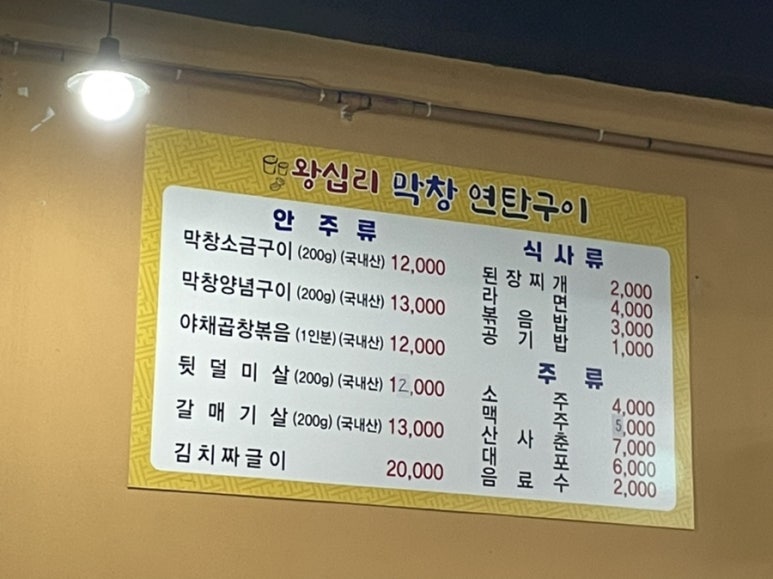 왕십리 막창 연탄구이
안주류
막창소금구이 (200g) (국내산) 12,000
막창양념구이 (200g) (국내산) 13,000
야채곱창볶음 (1인분) (국내산) 12,000
뒷덜미살 (200g) (국내산) 12,000
갈매기살 (200g) (국내산) 13,000
김치짜글이 20,000
식사류
된장찌개 2,000
라면 4,000
볶음밥 3,000
공기밥 1,000
주류
소주 4,000
맥주 5,000
산사춘 7,000
대포 6,000
음료수 2,000